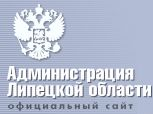 Администрация
Липецкой области
официальный сайт